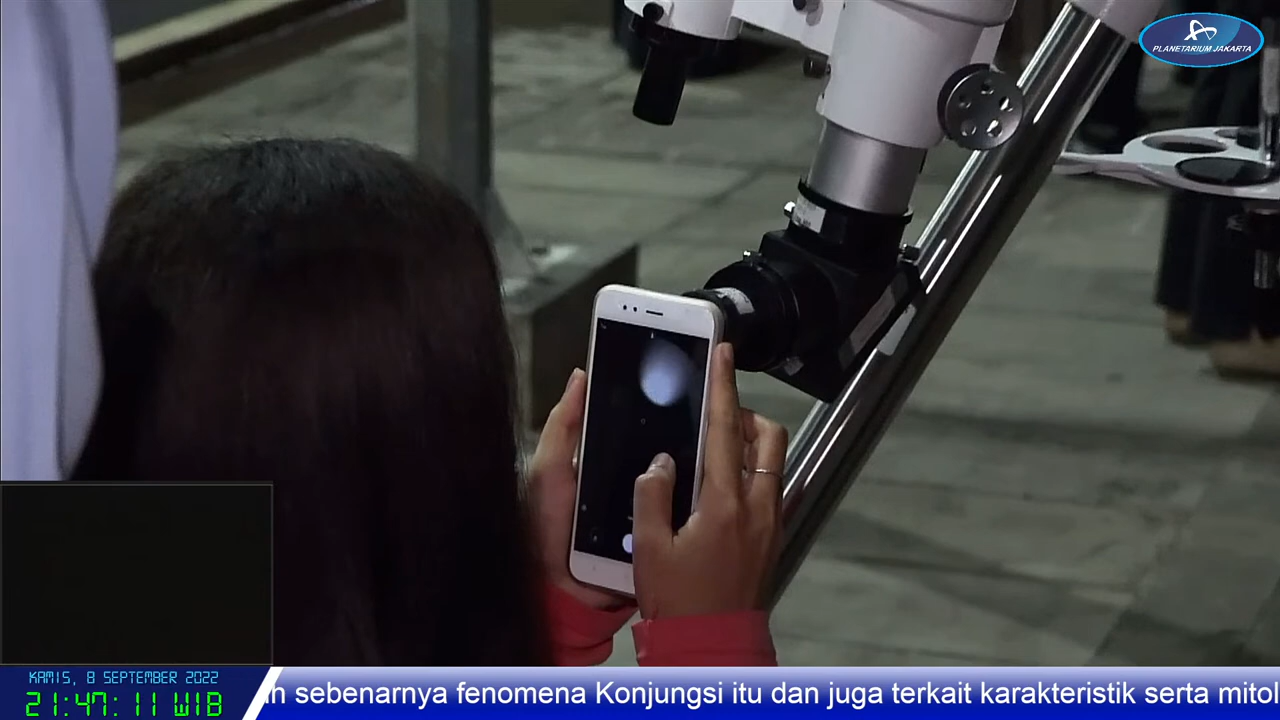 PLANETARIUM JAKARTA
KAMIS, 8 SEPTEMBER 2022
21:47:11 WIB
sebenarnya fenomena Konjungsi itu dan juga terkait karakteristik serta